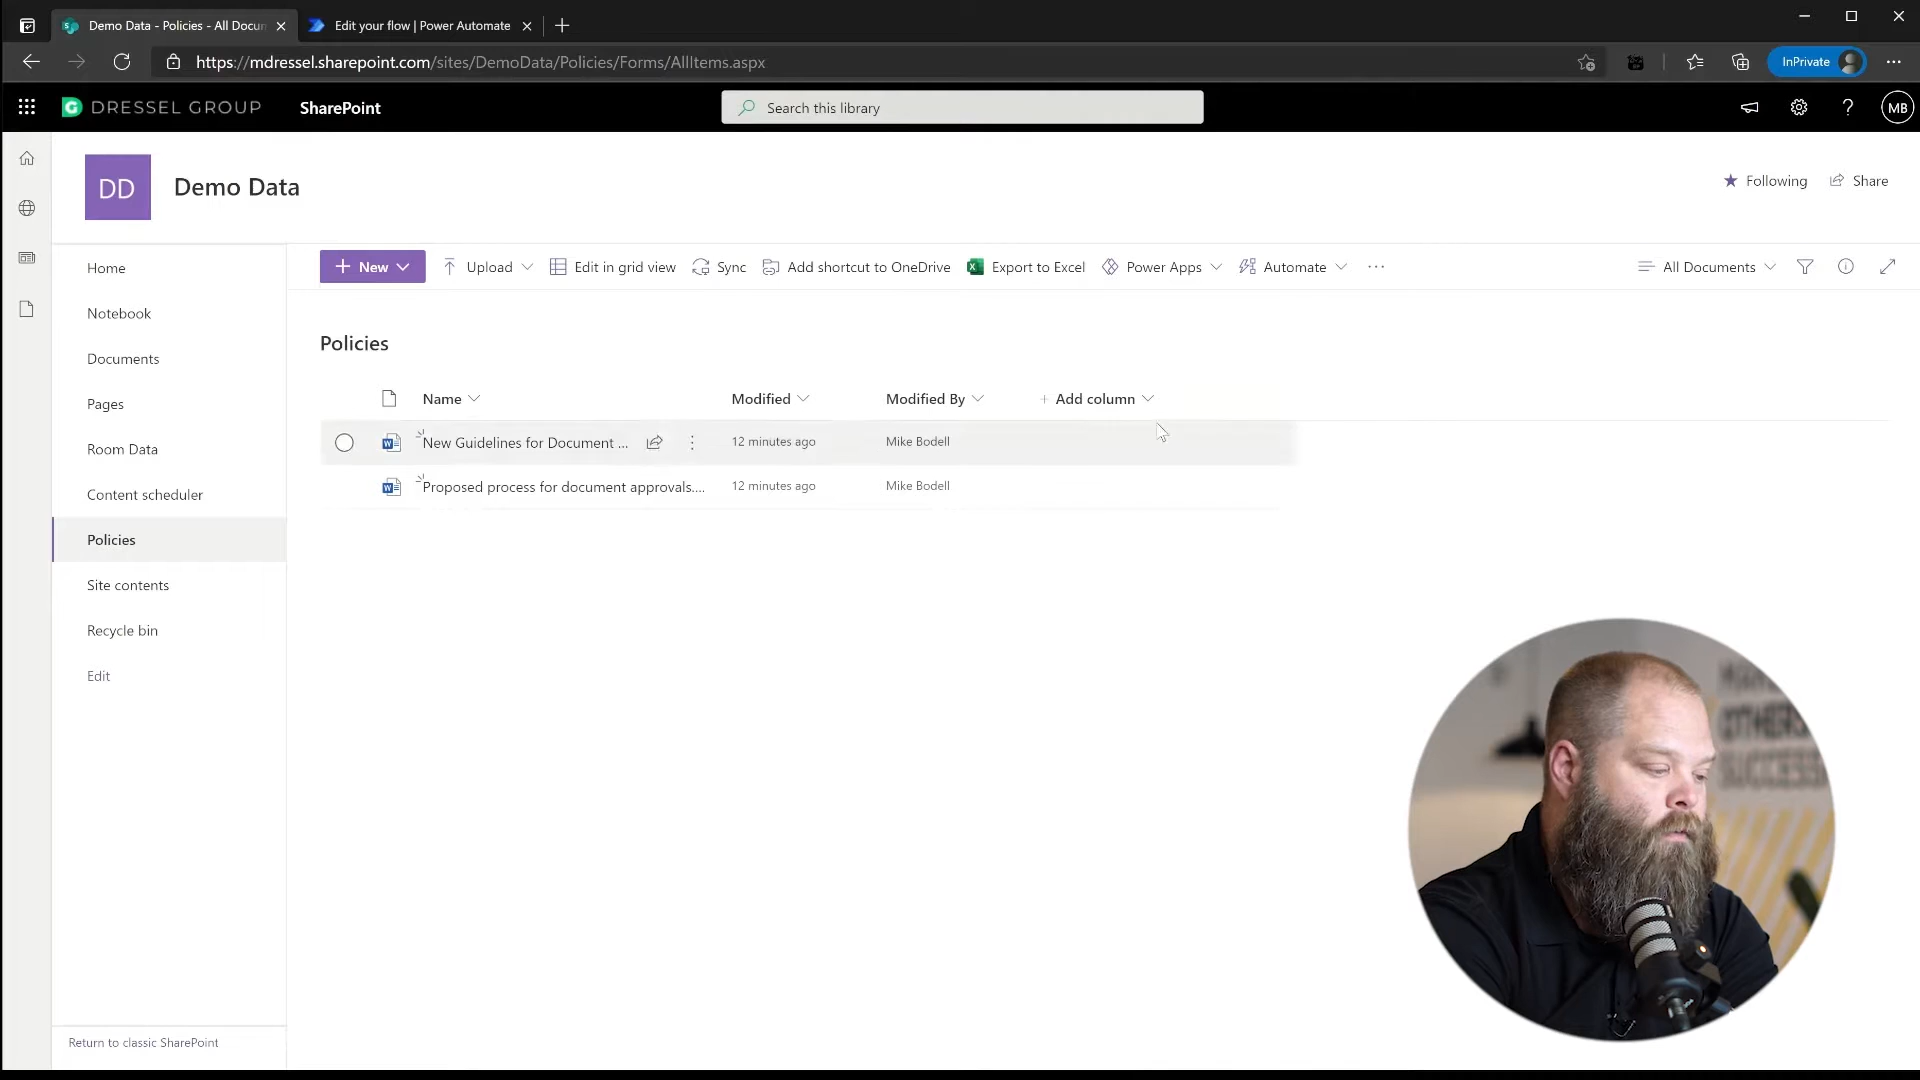 Demo Data - Policies - All Docun
Edit your flow | Power Automate
https://mdressel.sharepoint.com/sites/DemoData/Policies/Forms/AllItems.aspx
InPrivate
DRESSEL GROUP
SharePoint
Search this library
MB
DD
Demo Data
Following
Share
Home
Notebook
Documents
Pages
Room Data
Content scheduler
Policies
Site contents
Recycle bin
Edit
Return to classic SharePoint
New
Upload
Edit in grid view
Sync
Add shortcut to OneDrive
Export to Excel
Power Apps
Automate
All Documents
Policies
Name
Modified
Modified By
+ Add column
New Guidelines for Document ...
12 minutes ago
Mike Bodell
Proposed process for document approvals....
12 minutes ago
Mike Bodell
OTHERS
SUCCESS